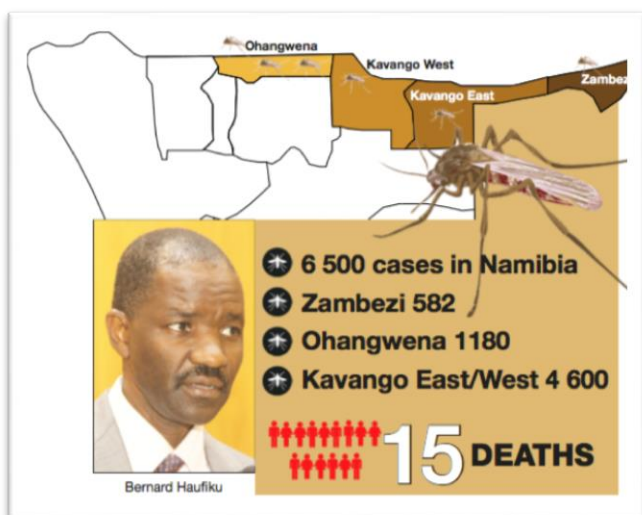 Ohangwena
Kavango West
Kavango East
Zambezi
6 500 cases in Namibia
Zambezi 582
Ohangwena 1180
Kavango East/West 4 600
15 DEATHS
Bernard Haufiku